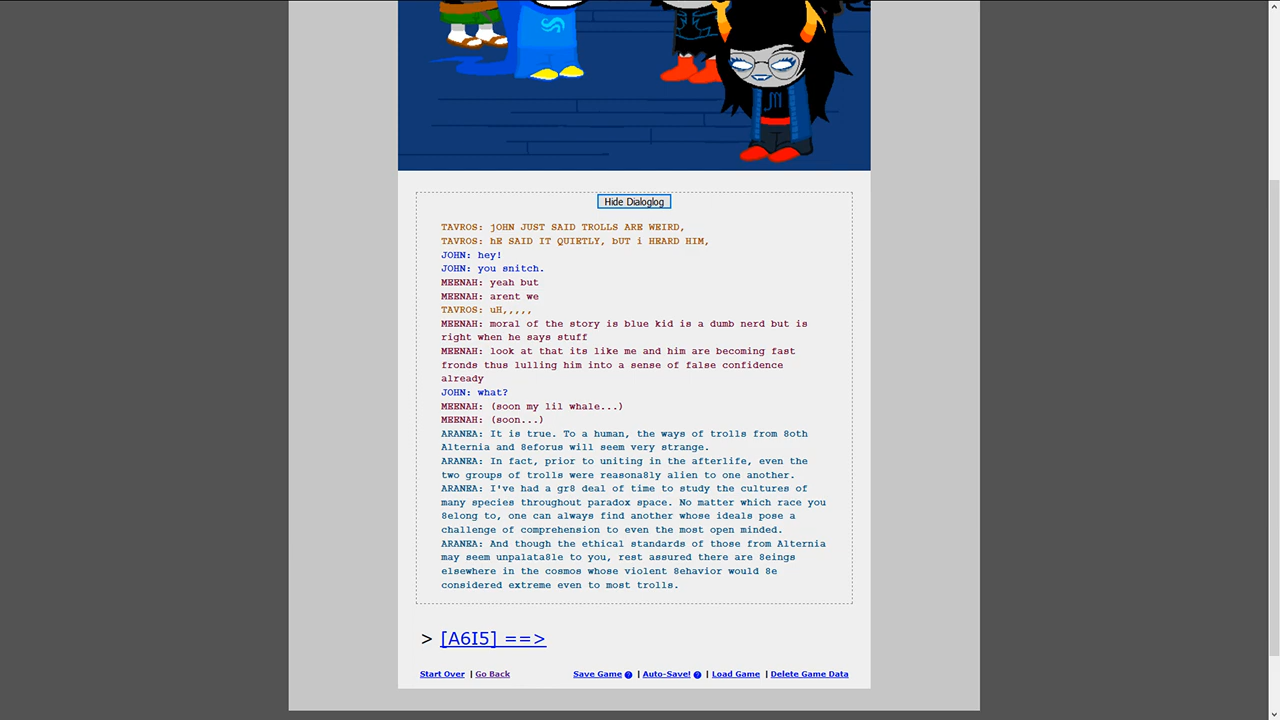 Hide Dialoglog
TAVROS: jOHN JUST SAID TROLLS ARE WEIRD,
TAVROS: hE SAID IT QUIETLY, bUT i HEARD HIM,
JOHN: hey!
JOHN: you snitch.
MEENAH: yeah but
MEENAH: arent we
TAVROS: uH,,,,,
MEENAH: moral of the story is blue kid is a dumb nerd but is
right when he says stuff
MEENAH: look at that its like me and him are becoming fast
fronds thus lulling him into a sense of false confidence
already
JOHN: what?
MEENAH: (soon my lil whale...)
MEENAH: (soon...)
ARANEA: It is true. To a human, the ways of trolls from 8oth
Alternia and 8eforus will seem very strange.
ARANEA: In fact, prior to uniting in the afterlife, even the
two groups of trolls were reasona8ly alien to one another.
ARANEA: I've had a gr8 deal of time to study the cultures of
many species throughout paradox space. No matter which race you
8elong to, one can always find another whose ideals pose a
challenge of comprehension to even the most open minded.
ARANEA: And though the ethical standards of those from Alternia
may seem unpalata8le to you, rest assured there are 8eings
elsewhere in the cosmos whose violent 8ehavior would 8e
considered extreme even to most trolls.
> [A6I5] ==>
Start Over | Go Back Save Game ? | Auto-Save! ? | Load Game | Delete Game Data